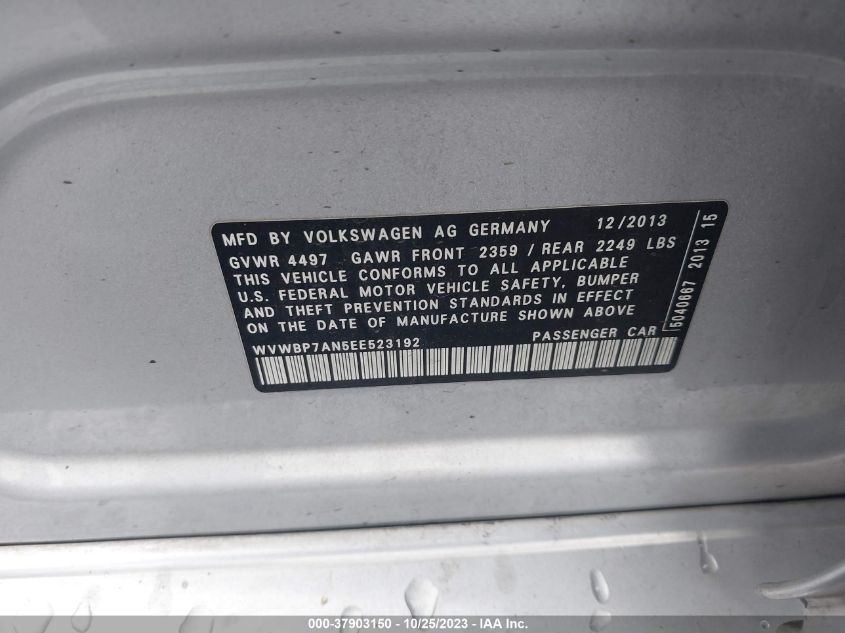 MFD BY VOLKSWAGEN AG GERMANY 12/2013
GVWR 4497 GAWR FRONT 2359 / REAR 2249 LBS
THIS VEHICLE CONFORMS TO ALL APPLICABLE
U.S. FEDERAL MOTOR VEHICLE SAFETY, BUMPER
AND THEFT PREVENTION STANDARDS IN EFFECT
ON THE DATE OF MANUFACTURE SHOWN ABOVE
WVWBP7AN5EE523192 PASSENGER CAR
5040667 2013 15
000-37903150 - 10/25/2023 - IAA Inc.